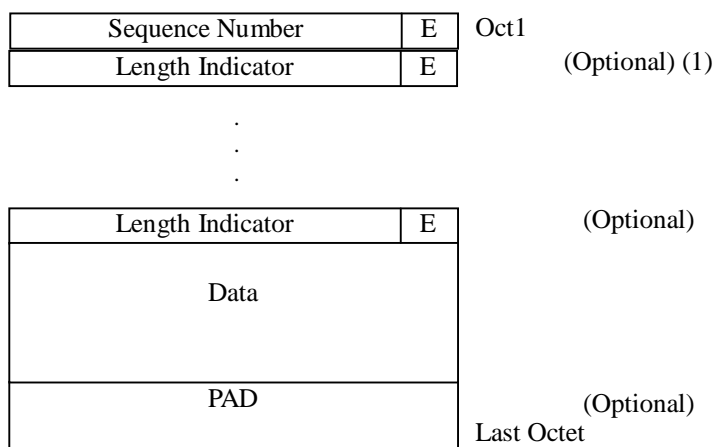 Sequence Number E Oct1
Length Indicator E (Optional) (1)
.
.
.
Length Indicator E (Optional)
Data
PAD (Optional)
Last Octet